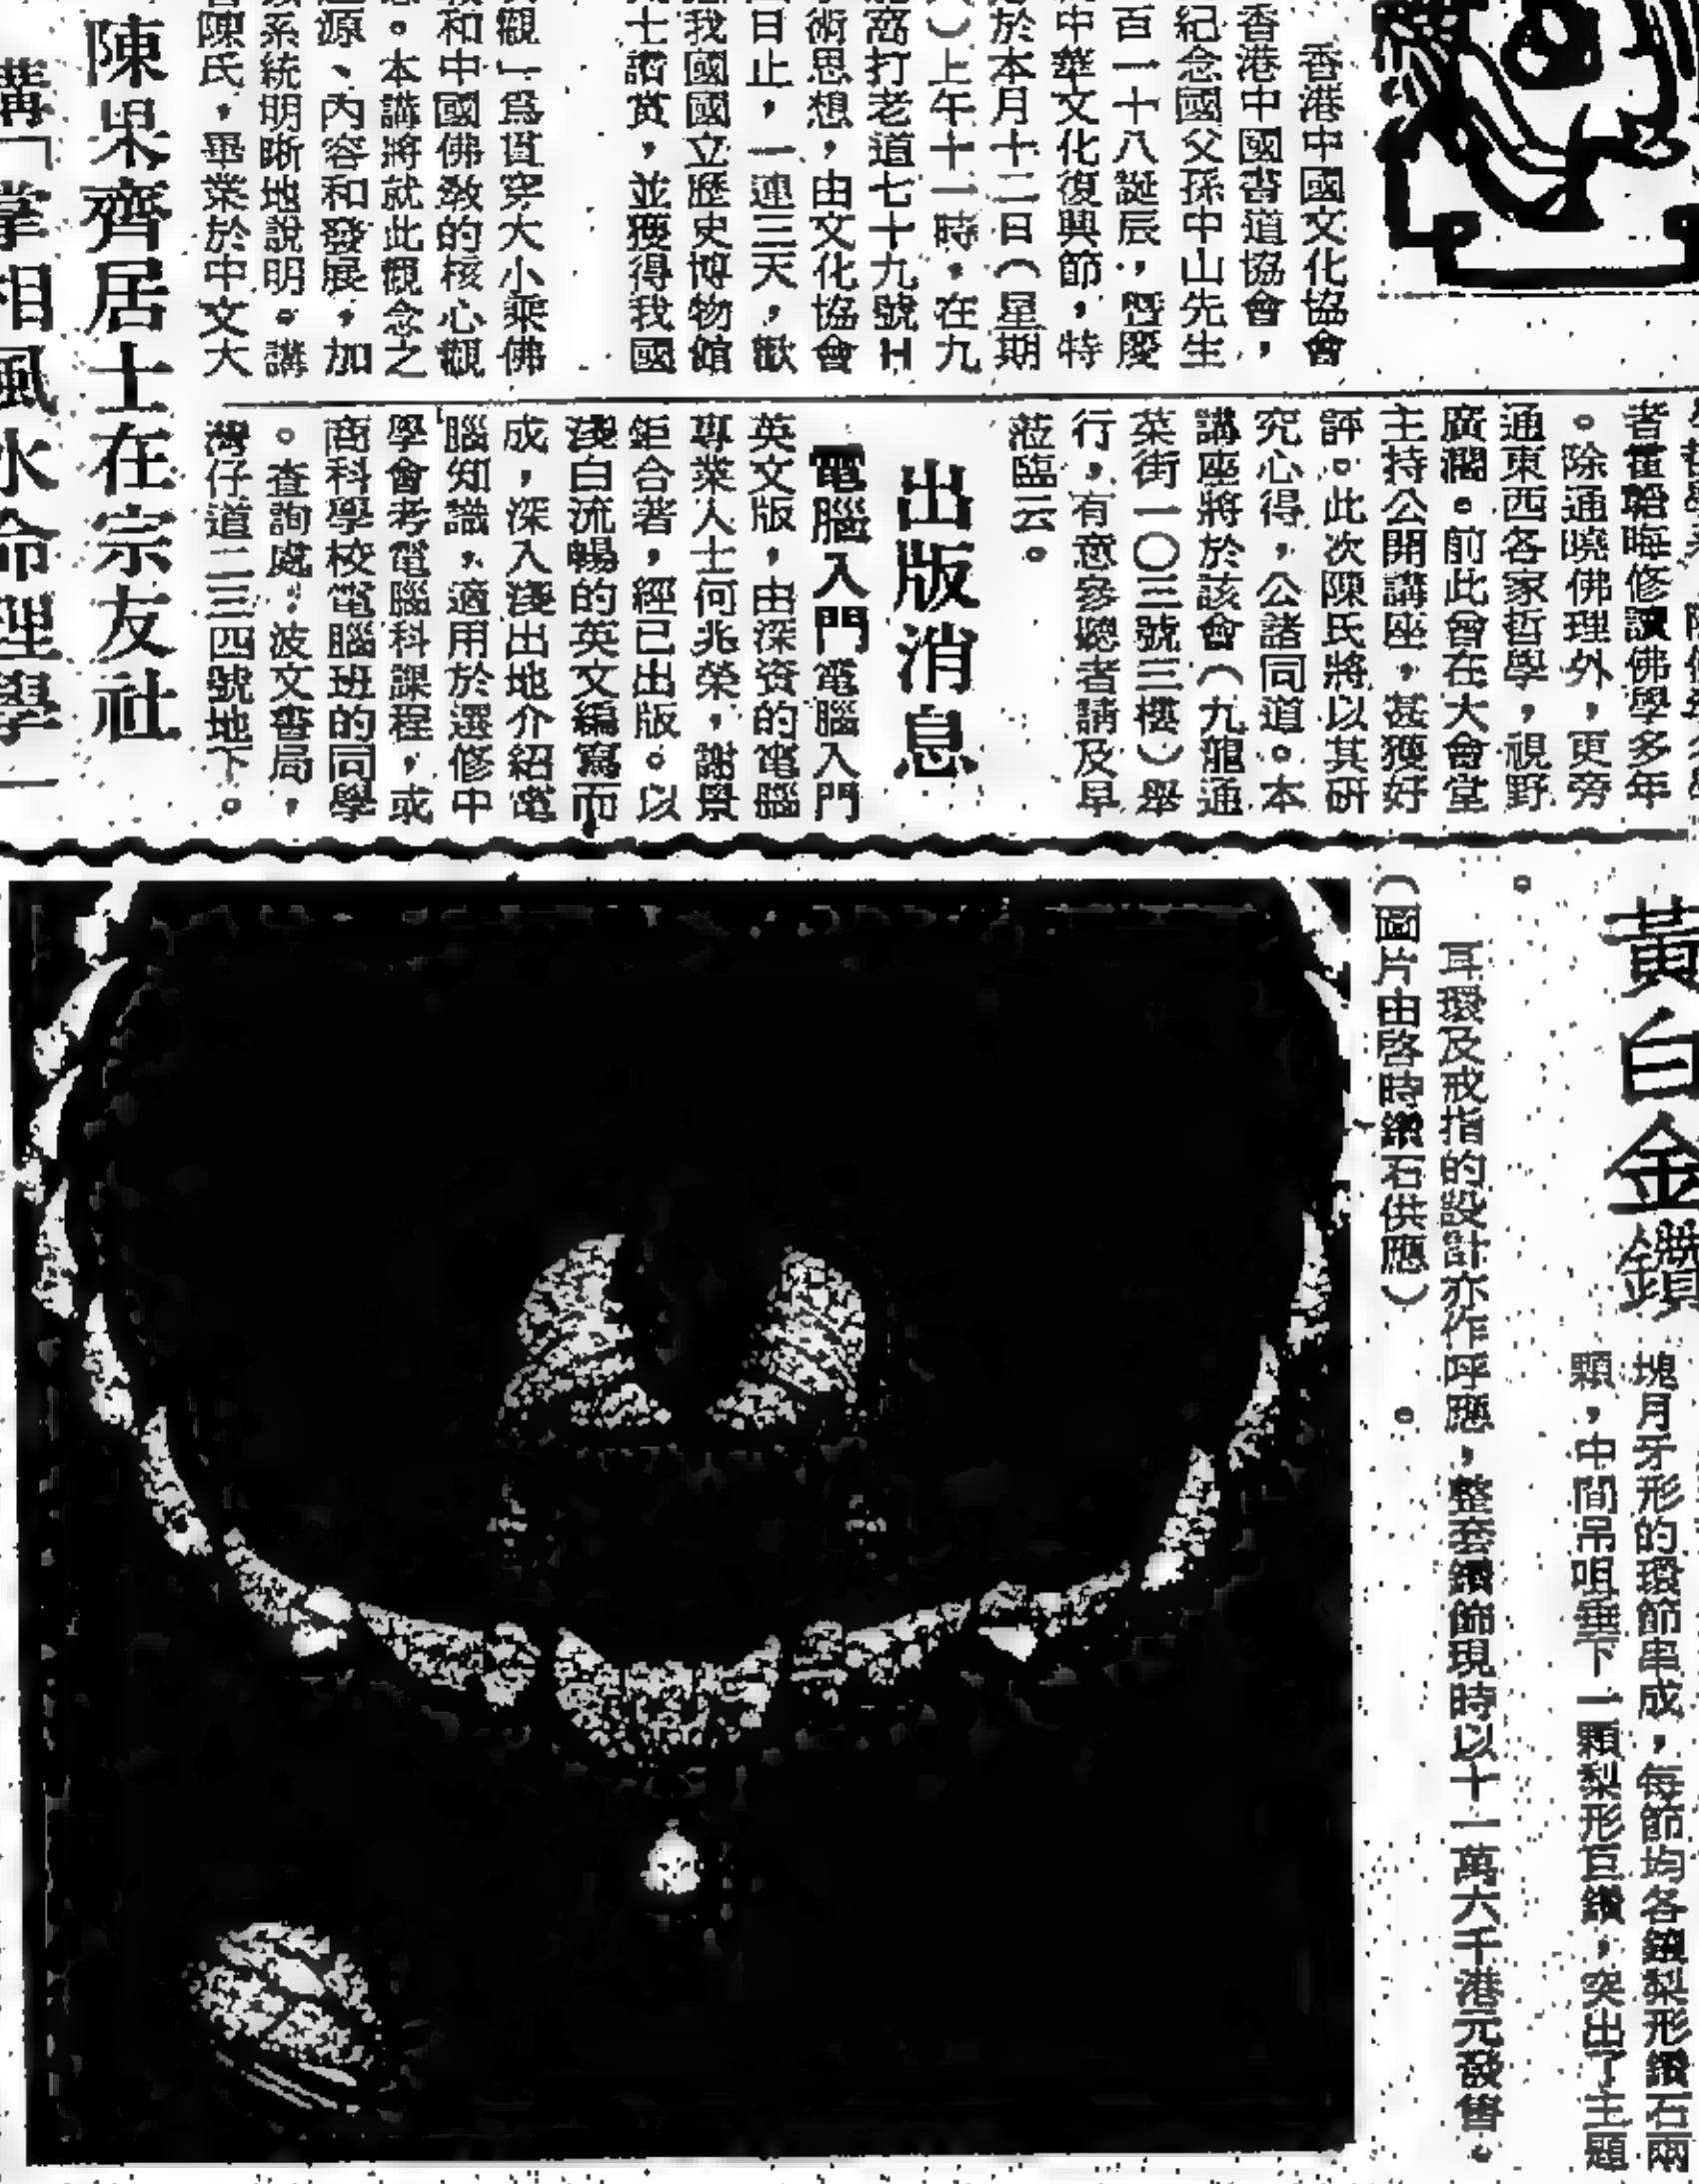 香港中國文化協會
香港中國書道協會，
紀念國父孫中山先生
百一十八誕辰，暨慶
中華文化復興節，特
於本月十二日（星期
）上午十一時，在九
窩打老道七十九號H
術思想，由文化協會
日止，一連三天，歡
我國國立歷史博物館
士讚賞，並獲得我國
觀」爲貫穿大小乘佛
和中國佛教的核心觀
。本講將就此觀念之
源、內容和發展，加
系統明晰地說明。講
陳氏，畢業於中文大
陳杲齊居士在宗友社
講「掌相風水命理學
者董韜晦修讀佛學多年
。除通曉佛理外，更旁
通東西各家哲學，視野
廣濶。前此曾在大會堂
主持公開講座，甚獲好
評。此次陳氏將以其研
究心得，公諸同道。本
講座將於該會（九龍通
菜街一〇三號三樓）舉
行，有意參聽者請及早
蒞臨云。
出版消息
電腦入門電腦入門
英文版，由深資的電腦
專業人士何兆榮，謝景
鉅合著，經已出版。以
淺白流暢的英文編寫而
成，深入淺出地介紹電
腦知識，適用於選修中
學會考電腦科課程，或
商科學校電腦班的同學
。查詢處：波文書局，
灣仔道二三四號地下。
黃白金鑽
塊月牙形的環節串成，每節均各鑲梨形鑽石兩
顆，中間吊咀垂下一顆梨形巨鑽，突出了主題
。
耳環及戒指的設計亦作呼應，整套鑽飾現時以十一萬六千港元發售。
（圖片由啓時鑽石供應）。